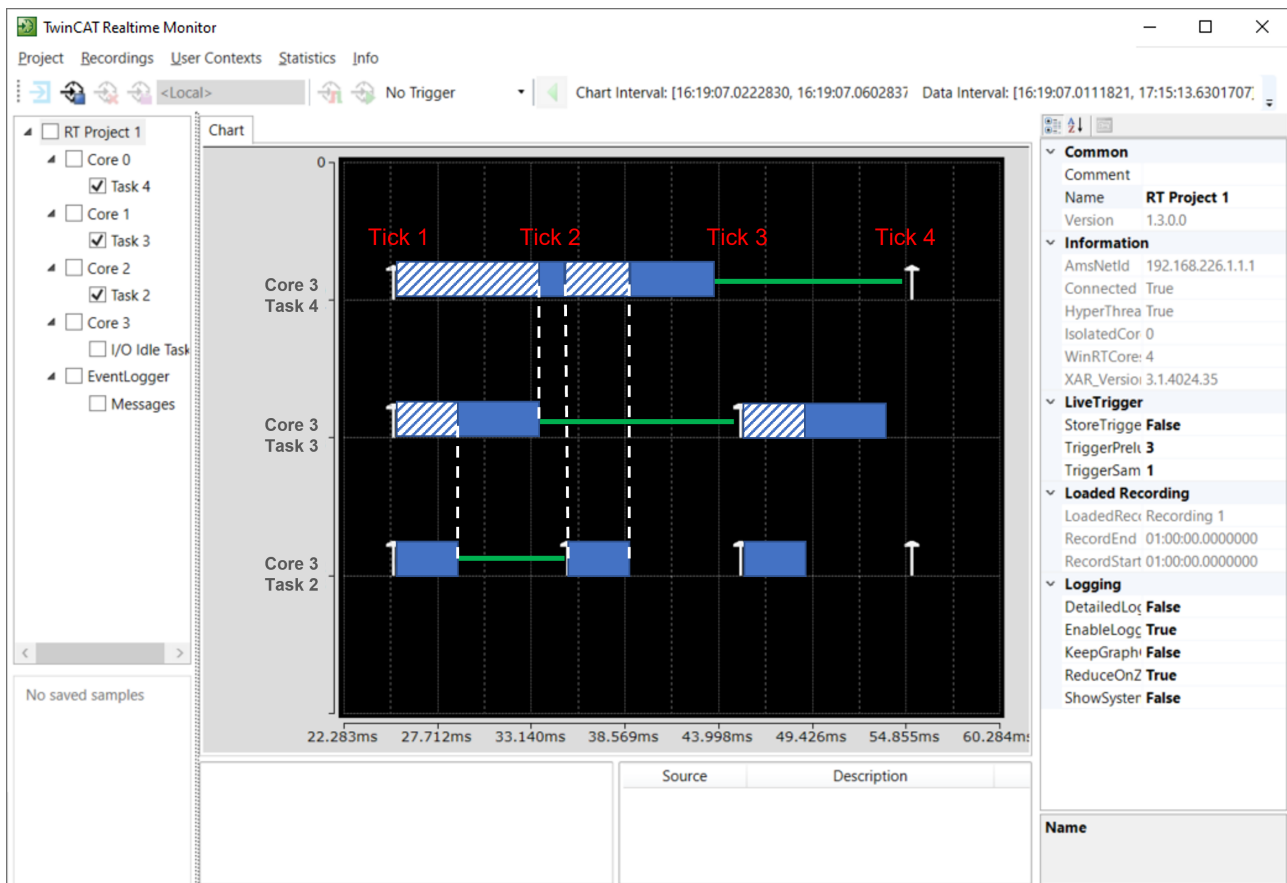 TwinCAT Realtime Monitor
Project Recordings User Contexts Statistics Info
<Local> No Trigger Chart Interval: [16:19:07.0222830, 16:19:07.0602837 Data Interval: [16:19:07.0111821, 17:15:13.6301707]
RT Project 1
Core 0
Task 4
Core 1
Task 3
Core 2
Task 2
Core 3
I/O Idle Task
EventLogger
Messages
No saved samples
Chart
0
Tick 1 Tick 2 Tick 3 Tick 4
Core 3
Task 4
Core 3
Task 3
Core 3
Task 2
22.283ms 27.712ms 33.140ms 38.569ms 43.998ms 49.426ms 54.855ms 60.284ms
Source Description
Common
Comment
Name RT Project 1
Version 1.3.0.0
Information
AmsNetId 192.168.226.1.1.1
Connected True
HyperThrea True
IsolatedCor 0
WinRTCore: 4
XAR_Versio 3.1.4024.35
LiveTrigger
StoreTrigge False
TriggerPrelu 3
TriggerSam 1
Loaded Recording
LoadedReco Recording 1
RecordEnd 01:00:00.0000000
RecordStart 01:00:00.0000000
Logging
DetailedLog False
EnableLogg True
KeepGraph False
ReduceOnZ True
ShowSyster False
Name